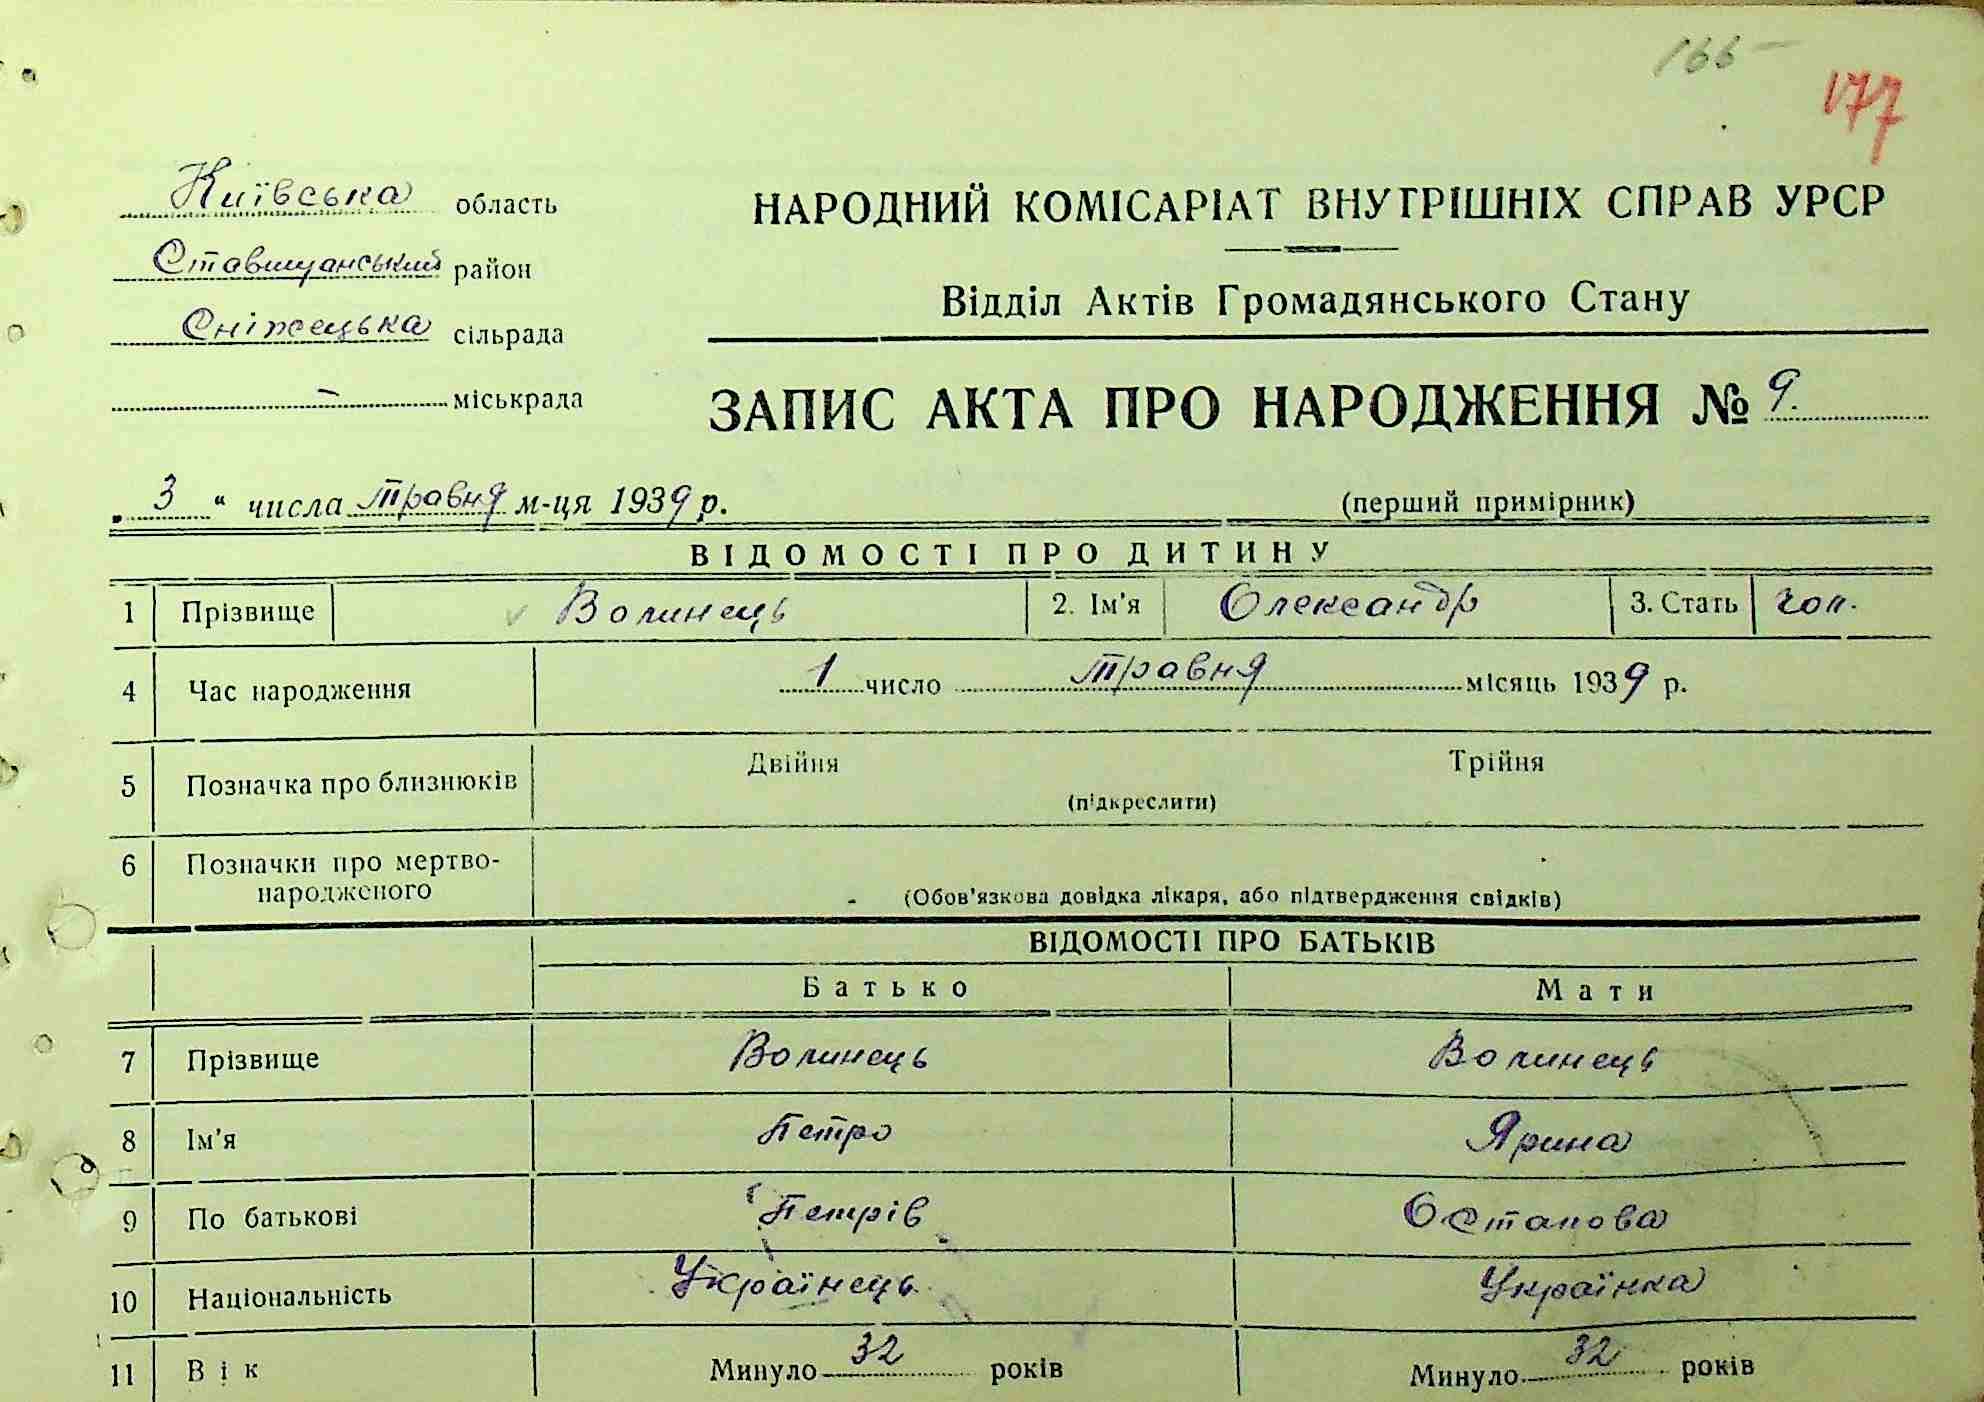 166
177
Київська область
Ставищанський район
Сніжецька сільрада
– міськрада
НАРОДНИЙ КОМІСАРІАТ ВНУТРІШНІХ СПРАВ УРСР
Відділ Актів Громадянського Стану
ЗАПИС АКТА ПРО НАРОДЖЕННЯ № 9.
„ 3 “ числа травня м-ця 1939 р. (перший примірник)
ВІДОМОСТІ ПРО ДИТИНУ
1 Прізвище Волинець 2. Ім'я Олександр 3. Стать чол.
4 Час народження 1 число травня місяць 1939 р.
5 Позначка про близнюків Двійня Трійня
(підкреслити)
6 Позначки про мертво-
народженого (Обов'язкова довідка лікаря, або підтвердження свідків)
ВІДОМОСТІ ПРО БАТЬКІВ
Батько Мати
7 Прізвище Волинець Волинець
8 Ім'я Петро Ярина
9 По батькові Петрів Остапова
10 Національність Українець Українка
11 Вік Минуло 32 років Минуло 32 років